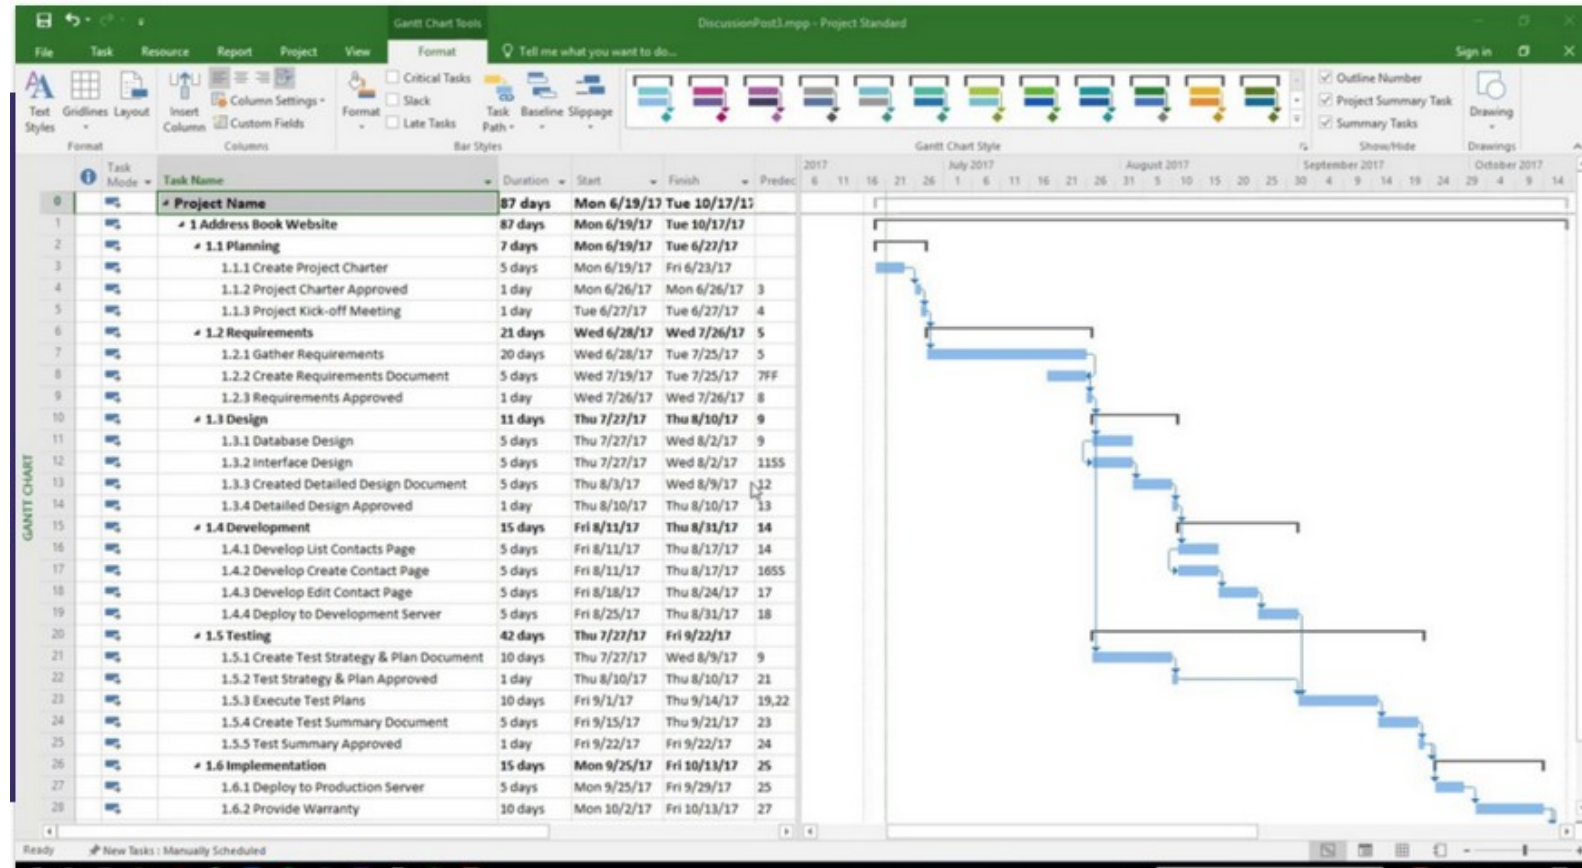 Gantt Chart Tools
DiscussionPost3.mpp - Project Standard
File Task Resource Report Project View Format Tell me what you want to do... Sign in
Text Styles Gridlines Layout Insert Column Column Settings Custom Fields Format Critical Tasks Slack Late Tasks Task Path Baseline Slippage Outline Number Project Summary Task Summary Tasks Drawing
Format Columns Bar Styles Gantt Chart Style Show/Hide Drawings
Task Mode Task Name Duration Start Finish Predec
2017 July 2017 August 2017 September 2017 October 2017
6 11 16 21 26 1 6 11 16 21 26 31 5 10 15 20 25 30 4 9 14 19 24 29 4 9 14
0 Project Name 87 days Mon 6/19/17 Tue 10/17/17
1 1 Address Book Website 87 days Mon 6/19/17 Tue 10/17/17
2 1.1 Planning 7 days Mon 6/19/17 Tue 6/27/17
3 1.1.1 Create Project Charter 5 days Mon 6/19/17 Fri 6/23/17
4 1.1.2 Project Charter Approved 1 day Mon 6/26/17 Mon 6/26/17 3
5 1.1.3 Project Kick-off Meeting 1 day Tue 6/27/17 Tue 6/27/17 4
6 1.2 Requirements 21 days Wed 6/28/17 Wed 7/26/17 5
7 1.2.1 Gather Requirements 20 days Wed 6/28/17 Tue 7/25/17 5
8 1.2.2 Create Requirements Document 5 days Wed 7/19/17 Tue 7/25/17 7FF
9 1.2.3 Requirements Approved 1 day Wed 7/26/17 Wed 7/26/17 8
10 1.3 Design 11 days Thu 7/27/17 Thu 8/10/17 9
11 1.3.1 Database Design 5 days Thu 7/27/17 Wed 8/2/17 9
12 1.3.2 Interface Design 5 days Thu 7/27/17 Wed 8/2/17 11SS
13 1.3.3 Created Detailed Design Document 5 days Thu 8/3/17 Wed 8/9/17 12
14 1.3.4 Detailed Design Approved 1 day Thu 8/10/17 Thu 8/10/17 13
15 1.4 Development 15 days Fri 8/11/17 Thu 8/31/17 14
16 1.4.1 Develop List Contacts Page 5 days Fri 8/11/17 Thu 8/17/17 14
17 1.4.2 Develop Create Contact Page 5 days Fri 8/11/17 Thu 8/17/17 16SS
18 1.4.3 Develop Edit Contact Page 5 days Fri 8/18/17 Thu 8/24/17 17
19 1.4.4 Deploy to Development Server 5 days Fri 8/25/17 Thu 8/31/17 18
20 1.5 Testing 42 days Thu 7/27/17 Fri 9/22/17
21 1.5.1 Create Test Strategy & Plan Document 10 days Thu 7/27/17 Wed 8/9/17 9
22 1.5.2 Test Strategy & Plan Approved 1 day Thu 8/10/17 Thu 8/10/17 21
23 1.5.3 Execute Test Plans 10 days Fri 9/1/17 Thu 9/14/17 19,22
24 1.5.4 Create Test Summary Document 5 days Fri 9/15/17 Thu 9/21/17 23
25 1.5.5 Test Summary Approved 1 day Fri 9/22/17 Fri 9/22/17 24
26 1.6 Implementation 15 days Mon 9/25/17 Fri 10/13/17 25
27 1.6.1 Deploy to Production Server 5 days Mon 9/25/17 Fri 9/29/17 25
28 1.6.2 Provide Warranty 10 days Mon 10/2/17 Fri 10/13/17 27
GANTT CHART
Ready New Tasks : Manually Scheduled